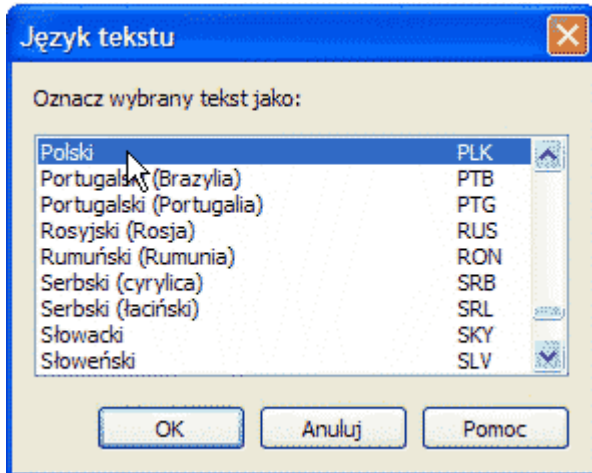 Język tekstu
Oznacz wybrany tekst jako:
Polski PLK
Portugalski (Brazylia) PTB
Portugalski (Portugalia) PTG
Rosyjski (Rosja) RUS
Rumuński (Rumunia) RON
Serbski (cyrylica) SRB
Serbski (łaciński) SRL
Słowacki SKY
Słoweński SLV
OK Anuluj Pomoc